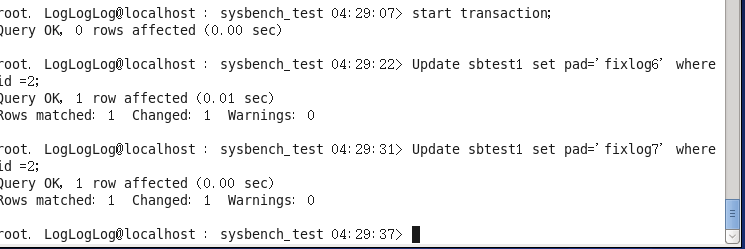 root. LogLogLog@localhost : sysbench_test 04:29:07> start transaction;
Query OK, 0 rows affected (0.00 sec)
root. LogLogLog@localhost : sysbench_test 04:29:22> Update sbtest1 set pad='fixlog6' where
id =2;
Query OK, 1 row affected (0.01 sec)
Rows matched: 1  Changed: 1  Warnings: 0
root. LogLogLog@localhost : sysbench_test 04:29:31> Update sbtest1 set pad='fixlog7' where
id =2;
Query OK, 1 row affected (0.00 sec)
Rows matched: 1  Changed: 1  Warnings: 0
root. LogLogLog@localhost : sysbench_test 04:29:37>